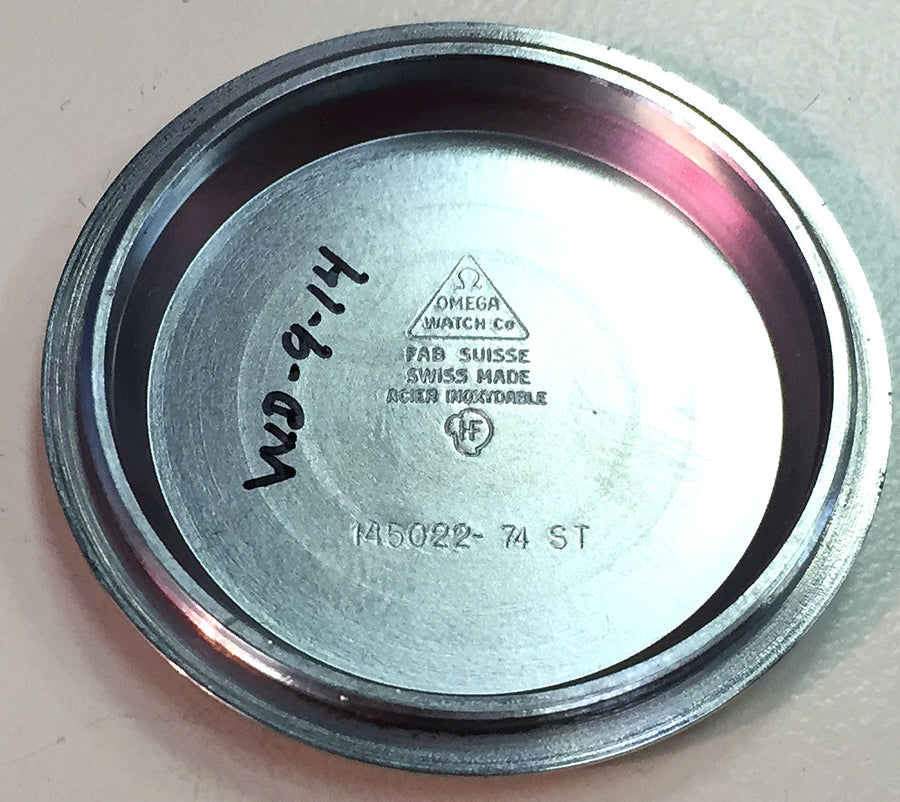 Ω
OMEGA
WATCH Co
FAB SUISSE
SWISS MADE
ACIER INOXYDABLE
HF
145022- 74 ST
WD-9-14